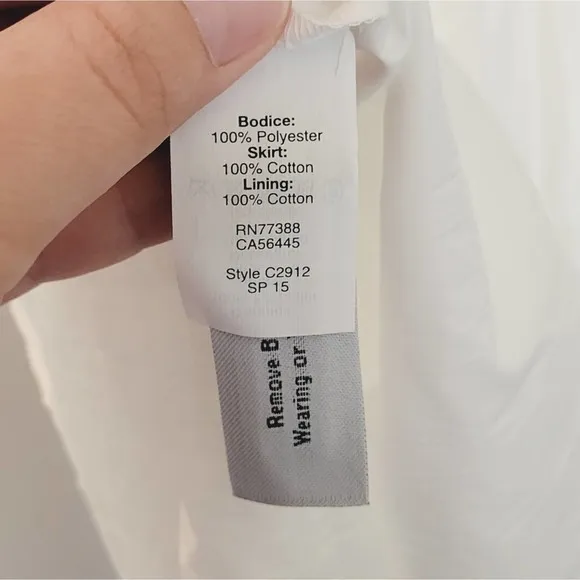 Bodice:
100% Polyester
Skirt:
100% Cotton
Lining:
100% Cotton
RN77388
CA56445
Style C2912
SP 15
Remove B
Wearing or